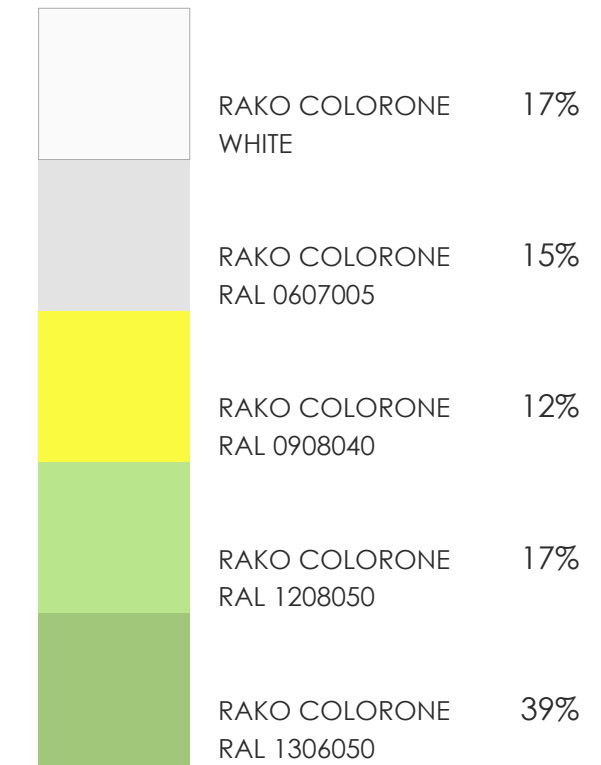 RAKO COLORONE 17%
WHITE
RAKO COLORONE 15%
RAL 0607005
RAKO COLORONE 12%
RAL 0908040
RAKO COLORONE 17%
RAL 1208050
RAKO COLORONE 39%
RAL 1306050